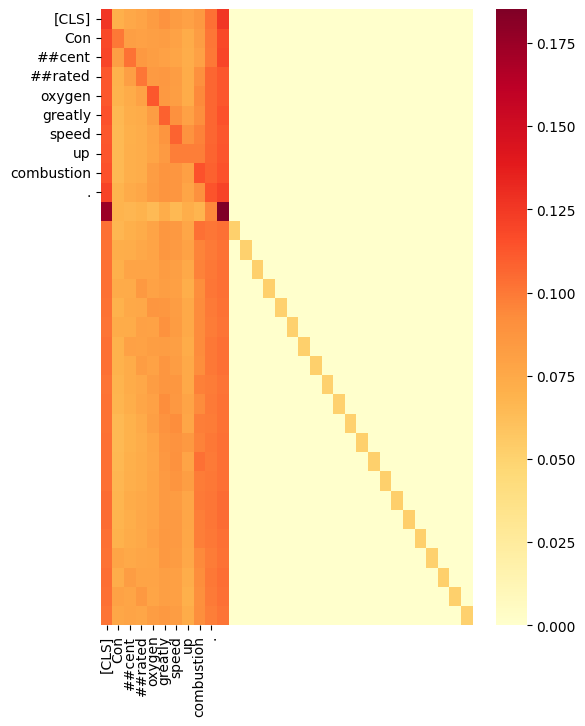 [CLS]
Con
##cent
##rated
oxygen
greatly
speed
up
combustion
.
[CLS]
Con
##cent
##rated
oxygen
greatly
speed
up
combustion
.
0.175
0.150
0.125
0.100
0.075
0.050
0.025
0.000